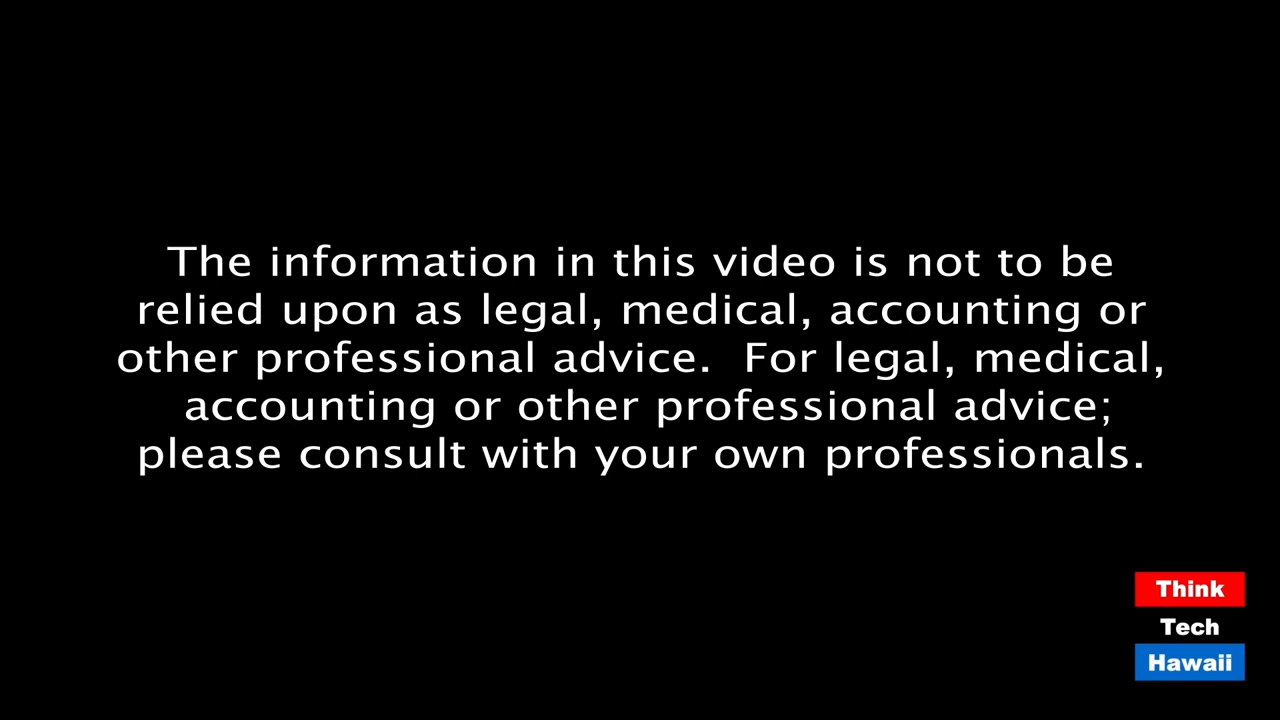 The information in this video is not to be
relied upon as legal, medical, accounting or
other professional advice.  For legal, medical,
accounting or other professional advice;
please consult with your own professionals.
Think
Tech
Hawaii